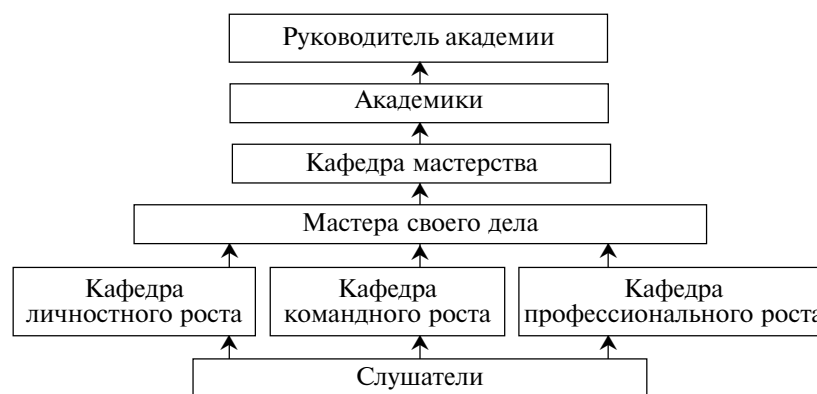 Руководитель академии
Академики
Кафедра мастерства
Мастера своего дела
Кафедра
личностного роста
Кафедра
командного роста
Кафедра
профессионального роста
Слушатели